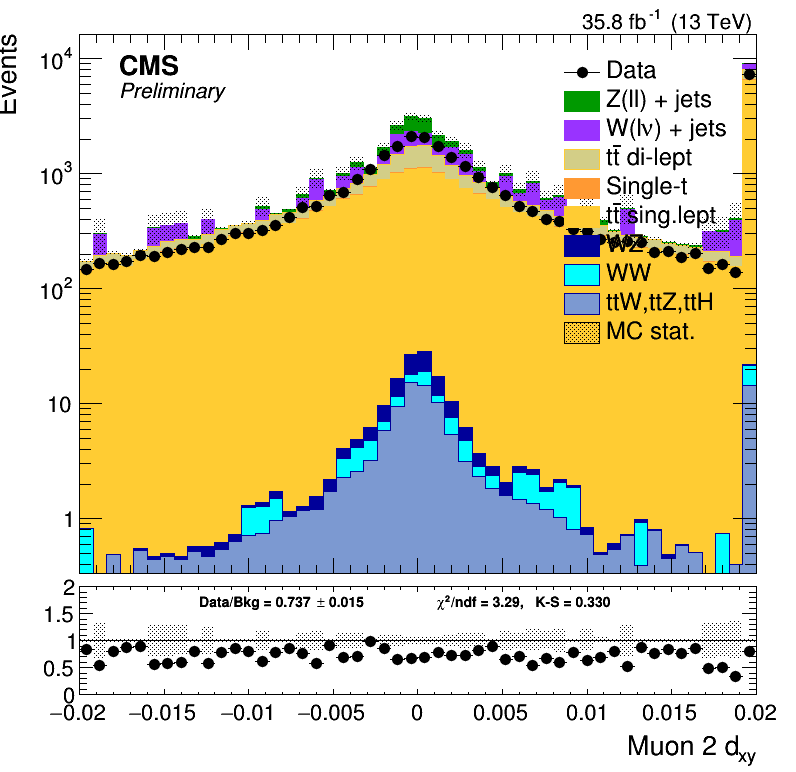 35.8 fb⁻¹ (13 TeV)
Events
CMS
Preliminary
Data
Z(ll) + jets
W(lν) + jets
tt̄ di-lept
Single-t
tt̄ sing.lept
WZ
WW
ttW,ttZ,ttH
MC stat.
10⁴
10³
10²
10
1
2
1.5
1
0.5
0
Data/Bkg = 0.737 ± 0.015
χ²/ndf = 3.29, K-S = 0.330
−0.02 −0.015 −0.01 −0.005 0 0.005 0.01 0.015 0.02
Muon 2 d_xy